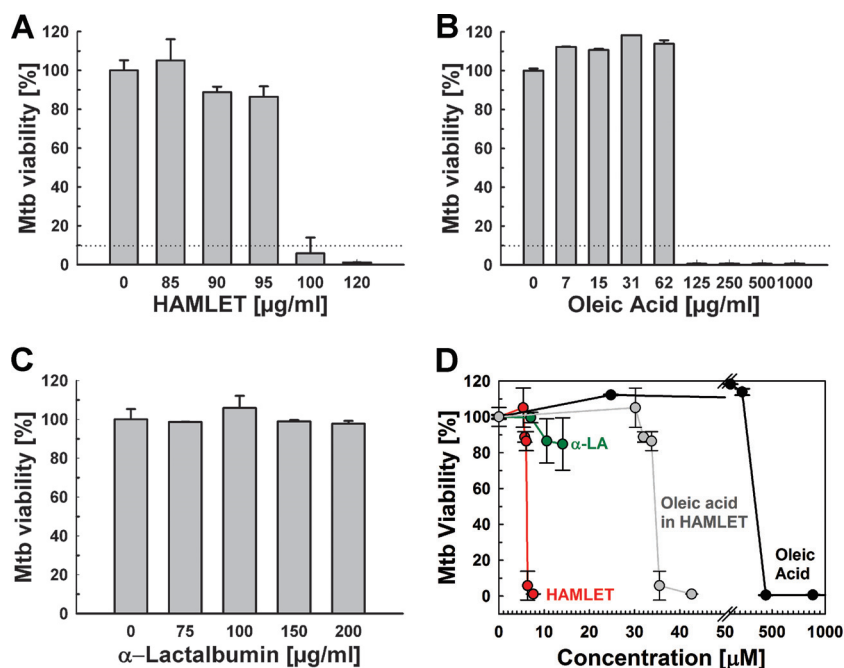 A
Mtb viability [%]
120
100
80
60
40
20
0
0 85 90 95 100 120
HAMLET [µg/ml]
B
Mtb viability [%]
120
100
80
60
40
20
0
0 7 15 31 62 125 250 500 1000
Oleic Acid [µg/ml]
C
Mtb viability [%]
120
100
80
60
40
20
0
0 75 100 150 200
α–Lactalbumin [µg/ml]
D
Mtb Viability [%]
120
100
80
60
40
20
0
α-LA
Oleic acid
in HAMLET
Oleic
Acid
HAMLET
0 10 20 30 40 50 500 1000
Concentration [µM]